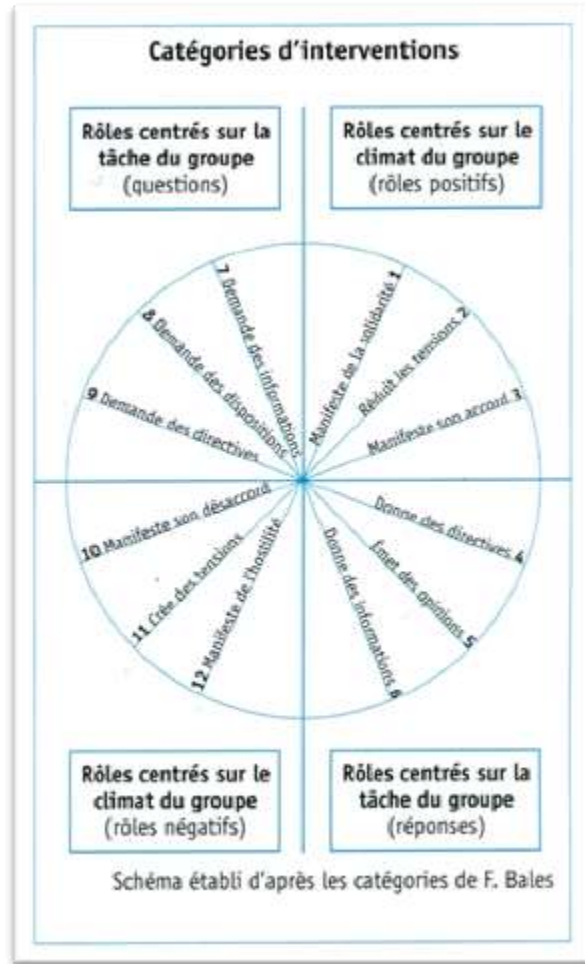 Catégories d'interventions
Rôles centrés sur la
tâche du groupe
(questions)
Rôles centrés sur le
climat du groupe
(rôles positifs)
Manifeste de la solidarité 1
Réduit les tensions 2
Manifeste son accord 3
Donne des directives 4
Émet des opinions 5
Donne des informations 6
7 Demande des informations
8 Demande des dispositions
9 Demande des directives
10 Manifeste son désaccord
11 Crée des tensions
12 Manifeste de l'hostilité
Rôles centrés sur le
climat du groupe
(rôles négatifs)
Rôles centrés sur la
tâche du groupe
(réponses)
Schéma établi d'après les catégories de F. Bales